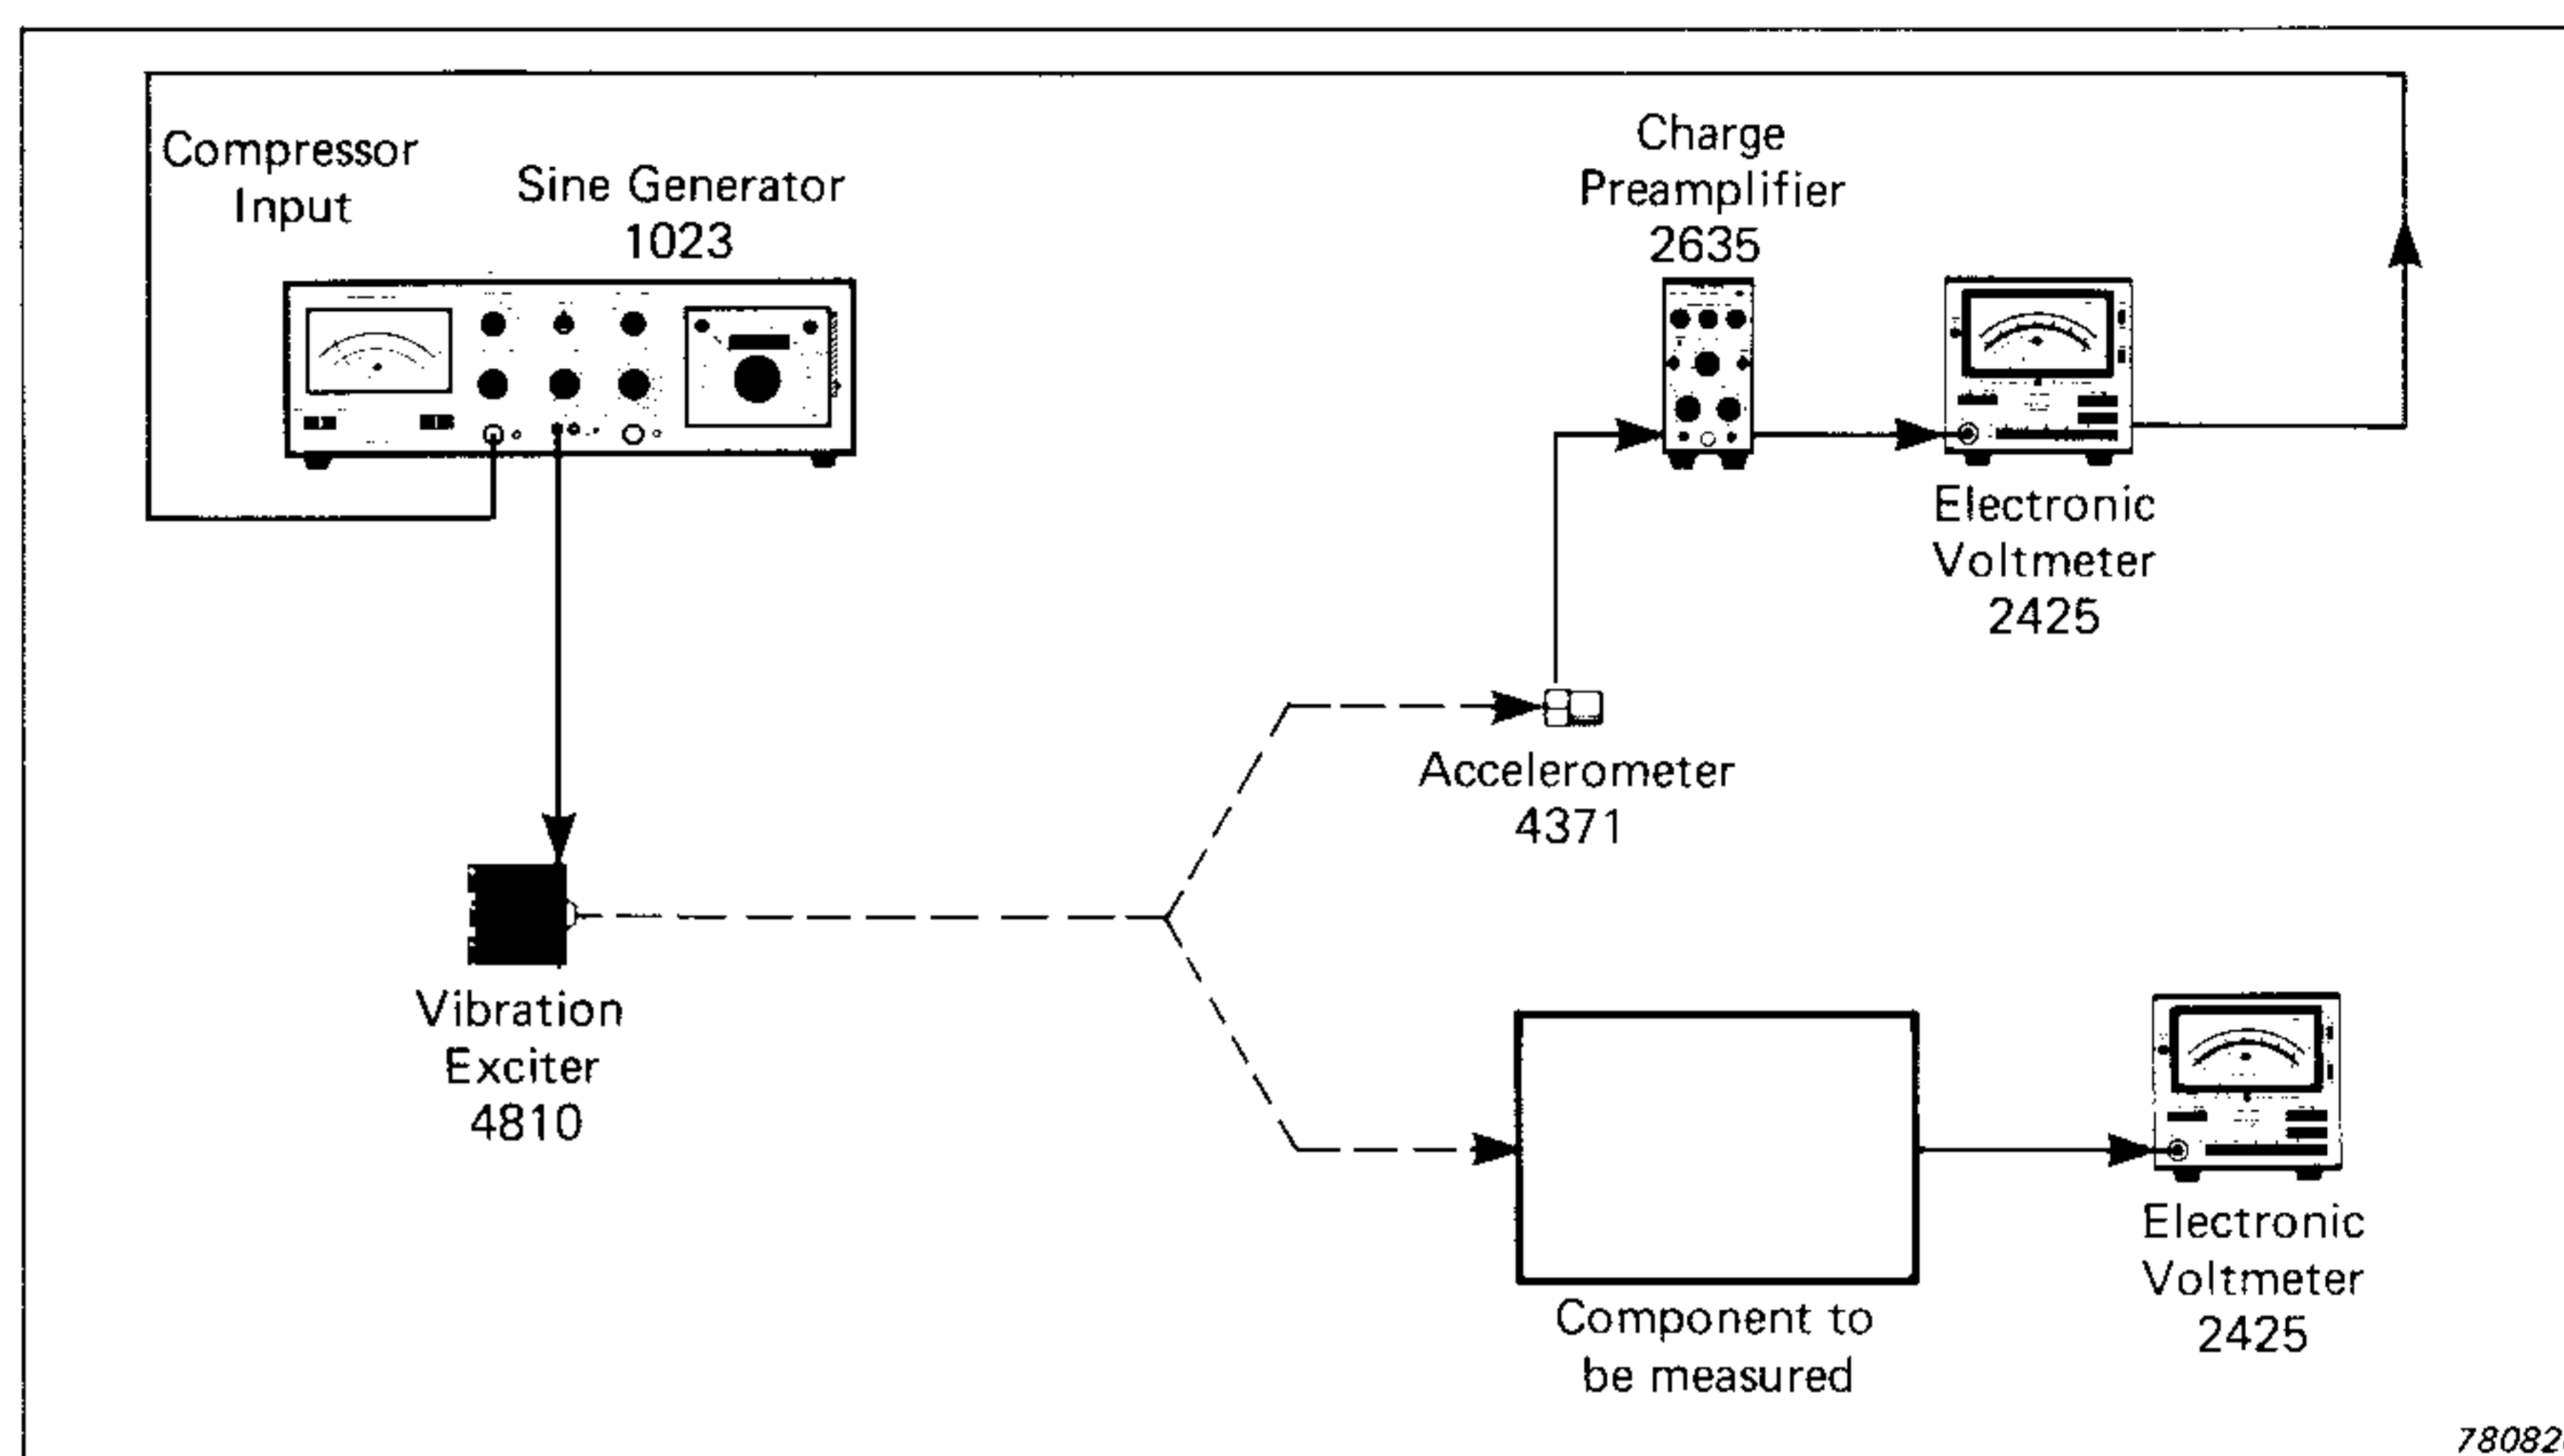 Compressor
Input
Sine Generator
1023
Charge
Preamplifier
2635
Electronic
Voltmeter
2425
Accelerometer
4371
Vibration
Exciter
4810
Component to
be measured
Electronic
Voltmeter
2425
78082